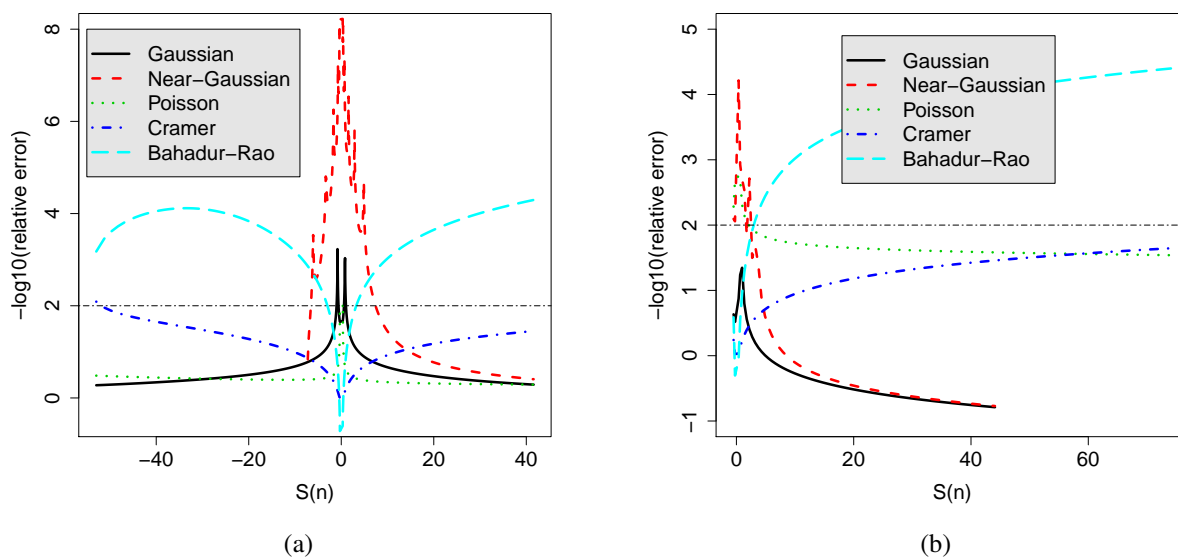 8
6
4
2
0
−log10(relative error)
Gaussian
Near−Gaussian
Poisson
Cramer
Bahadur−Rao
−40
−20
0
20
40
S(n)
(a)
5
4
3
2
1
0
−1
−log10(relative error)
Gaussian
Near−Gaussian
Poisson
Cramer
Bahadur−Rao
0
20
40
60
S(n)
(b)